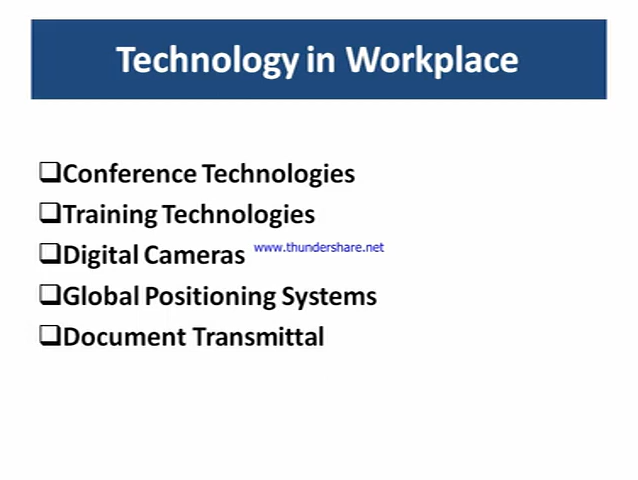 Technology in Workplace
Conference Technologies
Training Technologies
Digital Cameras www.thundershare.net
Global Positioning Systems
Document Transmittal